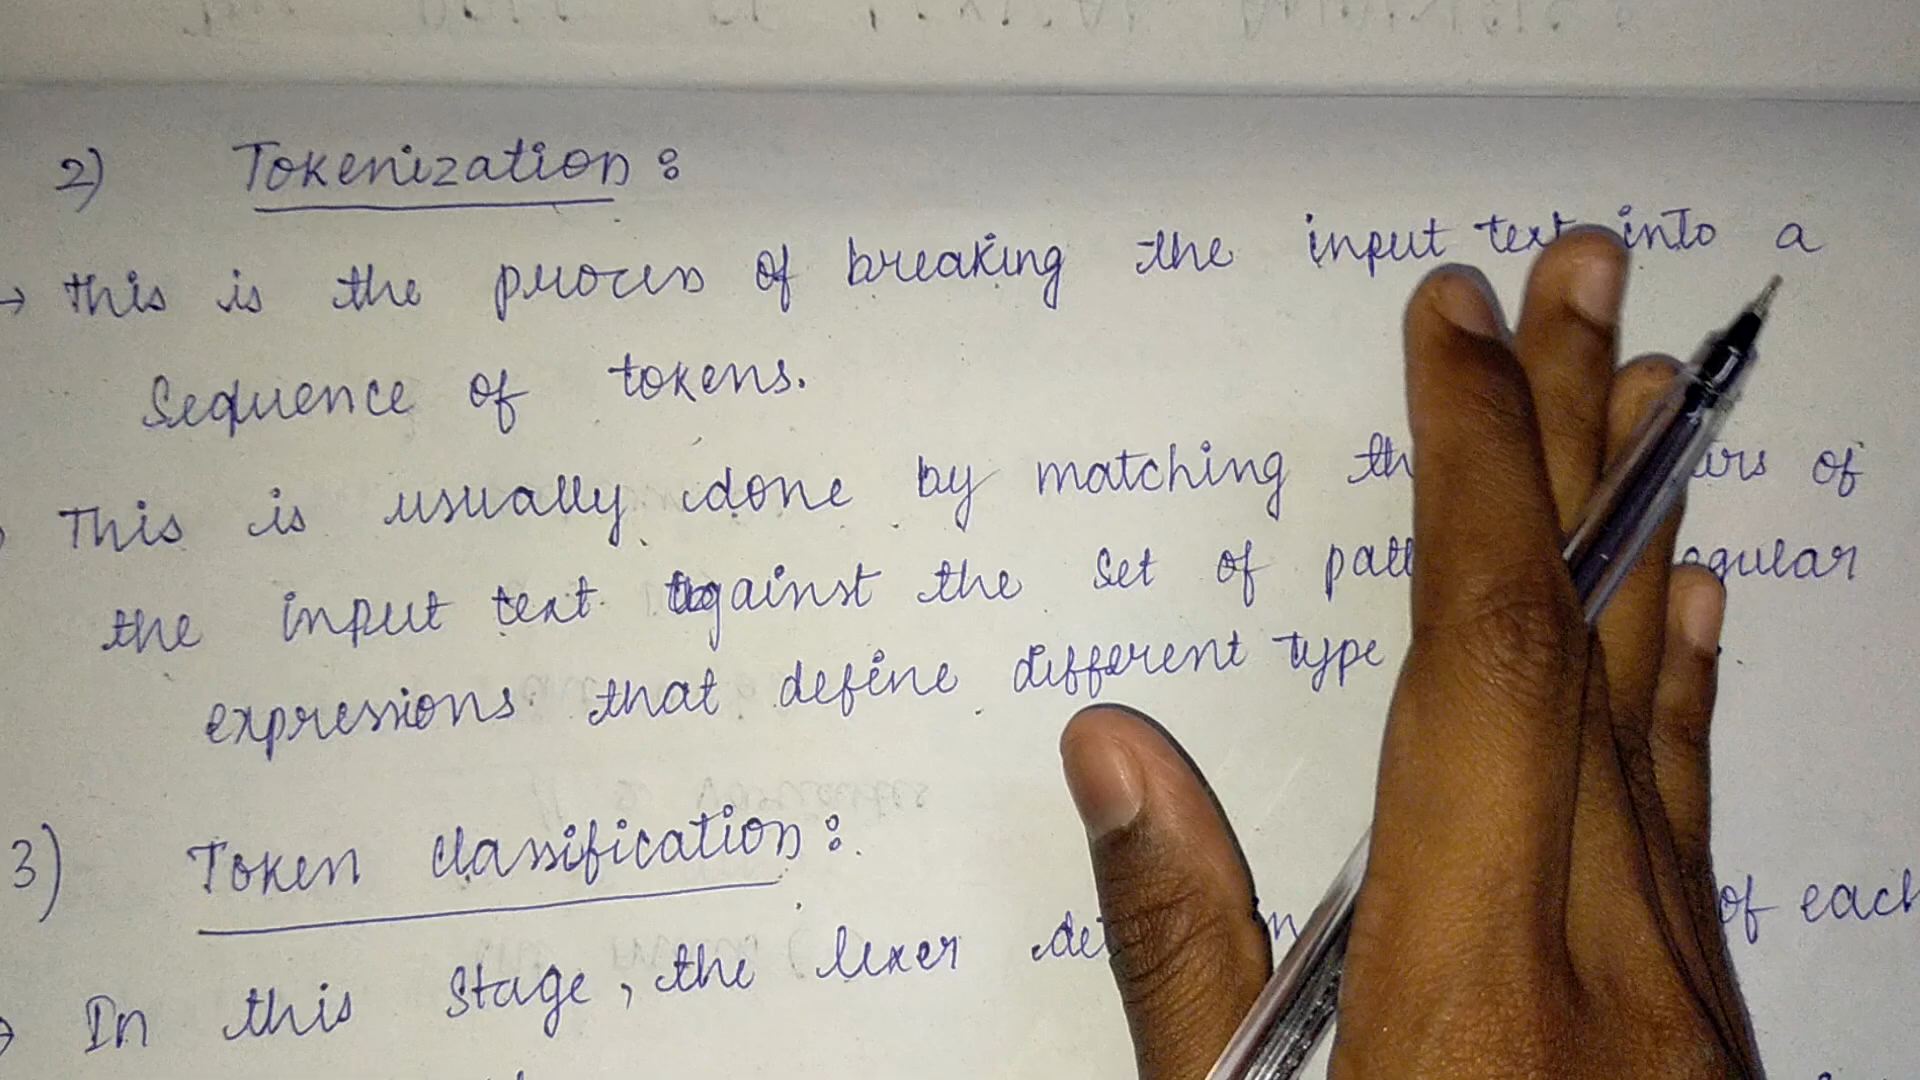 2) Tokenization:
→ This is the process of breaking the input text into a
Sequence of tokens.
This is usually done by matching of
the input text against the set of
expressions that define different type
3) Token classification:
In this stage, the lexer of each